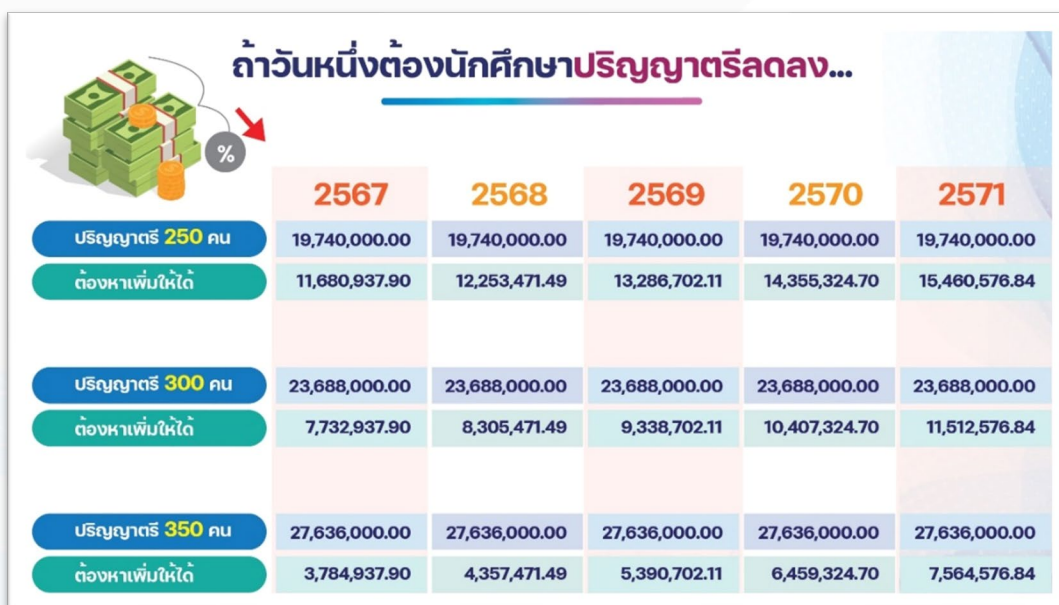 ถ้าวันหนึ่งต้องนักศึกษาปริญญาตรีลดลง...
%
2567 2568 2569 2570 2571
ปริญญาตรี 250 คน 19,740,000.00 19,740,000.00 19,740,000.00 19,740,000.00 19,740,000.00
ต้องหาเพิ่มให้ได้ 11,680,937.90 12,253,471.49 13,286,702.11 14,355,324.70 15,460,576.84
ปริญญาตรี 300 คน 23,688,000.00 23,688,000.00 23,688,000.00 23,688,000.00 23,688,000.00
ต้องหาเพิ่มให้ได้ 7,732,937.90 8,305,471.49 9,338,702.11 10,407,324.70 11,512,576.84
ปริญญาตรี 350 คน 27,636,000.00 27,636,000.00 27,636,000.00 27,636,000.00 27,636,000.00
ต้องหาเพิ่มให้ได้ 3,784,937.90 4,357,471.49 5,390,702.11 6,459,324.70 7,564,576.84